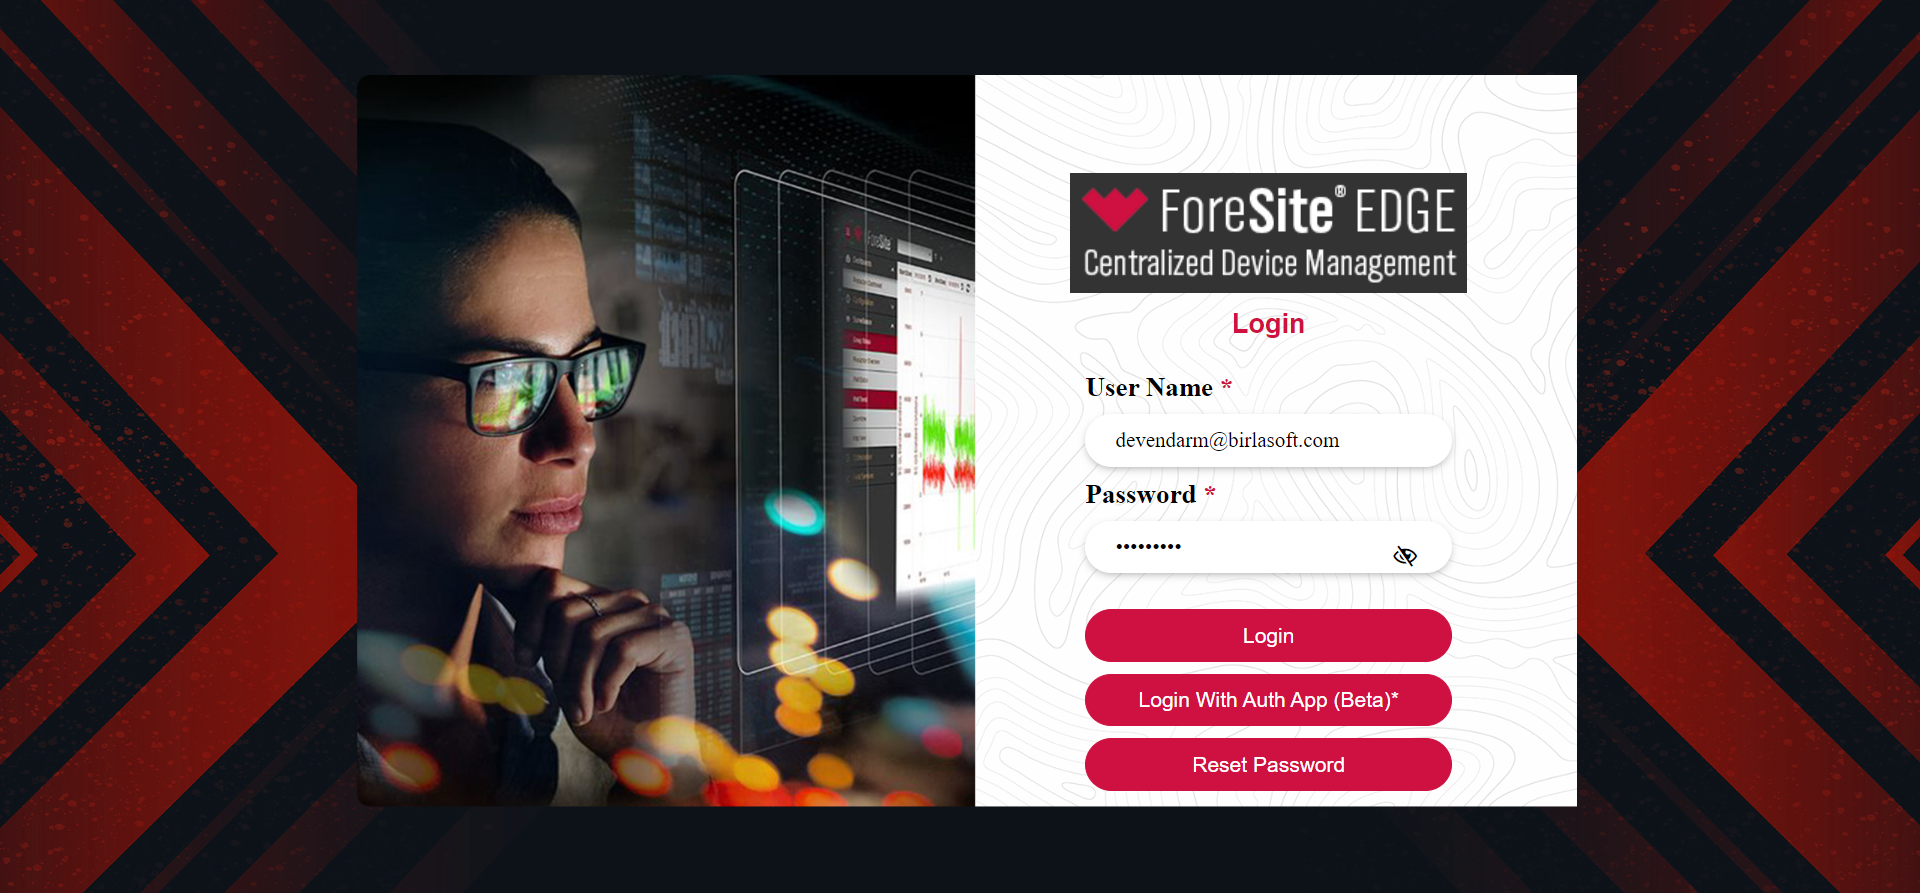 ForeSite
ForeSite® EDGE
Centralized Device Management
Login
User Name *
devendarm@birlasoft.com
Password *
•••••••••
Login
Login With Auth App (Beta)*
Reset Password